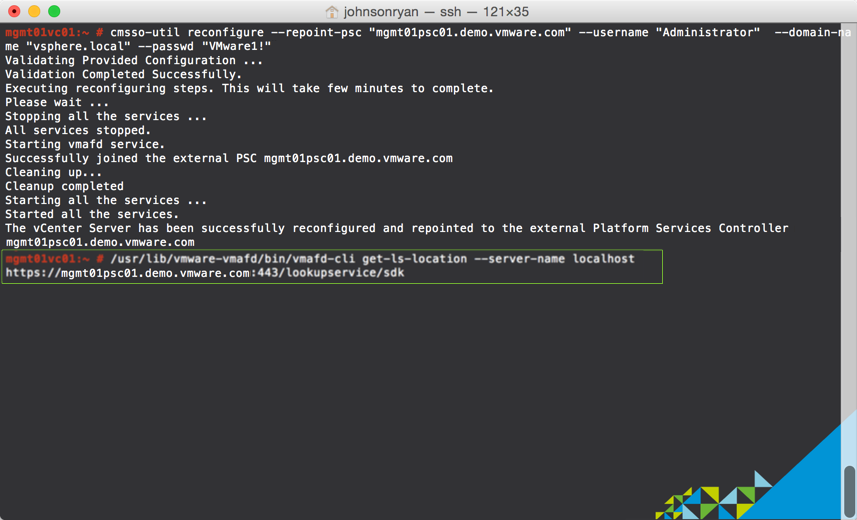 johnsonryan — ssh — 121×35
mgmt01vc01:~ # cmsso-util reconfigure --repoint-psc "mgmt01psc01.demo.vmware.com" --username "Administrator"  --domain-na
me "vsphere.local" --passwd "VMware1!"
Validating Provided Configuration ...
Validation Completed Successfully.
Executing reconfiguring steps. This will take few minutes to complete.
Please wait ...
Stopping all the services ...
All services stopped.
Starting vmafd service.
Successfully joined the external PSC mgmt01psc01.demo.vmware.com
Cleaning up...
Cleanup completed
Starting all the services ...
Started all the services.
The vCenter Server has been successfully reconfigured and repointed to the external Platform Services Controller
mgmt01psc01.demo.vmware.com
mgmt01vc01:~ # /usr/lib/vmware-vmafd/bin/vmafd-cli get-ls-location --server-name localhost
https://mgmt01psc01.demo.vmware.com:443/lookupservice/sdk